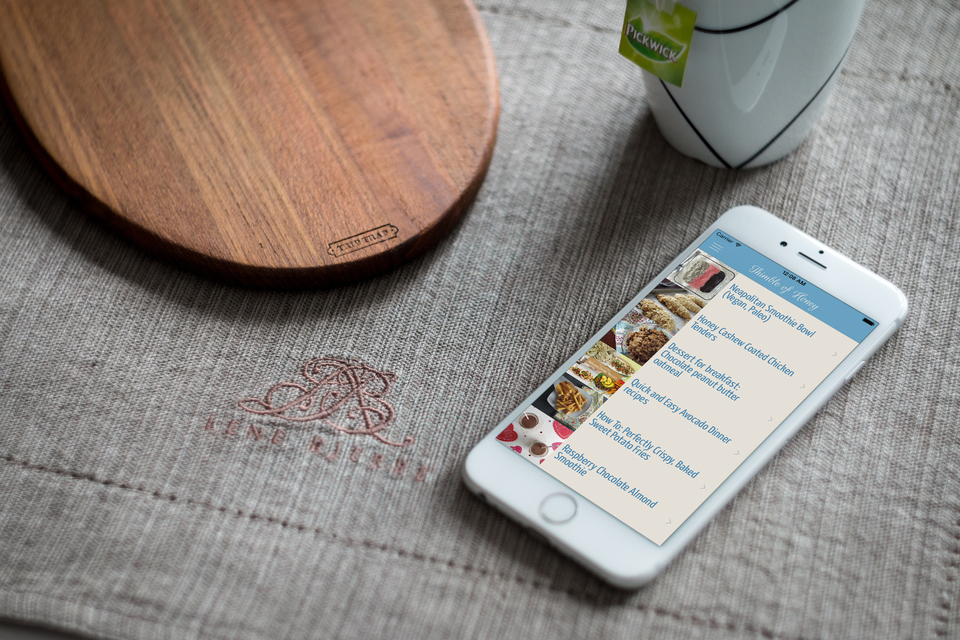 PICKWICK
Carrier
12:08 AM
Thimble of Honey
Neapolitan Smoothie Bowl
(Vegan, Paleo)
Honey Cashew Coated Chicken
Tenders
Dessert for breakfast:
Chocolate peanut butter
oatmeal
Quick and Easy Avocado Dinner
recipes
How To: Perfectly Crispy, Baked
Sweet Potato fries
Raspberry Chocolate Almond
Smoothie